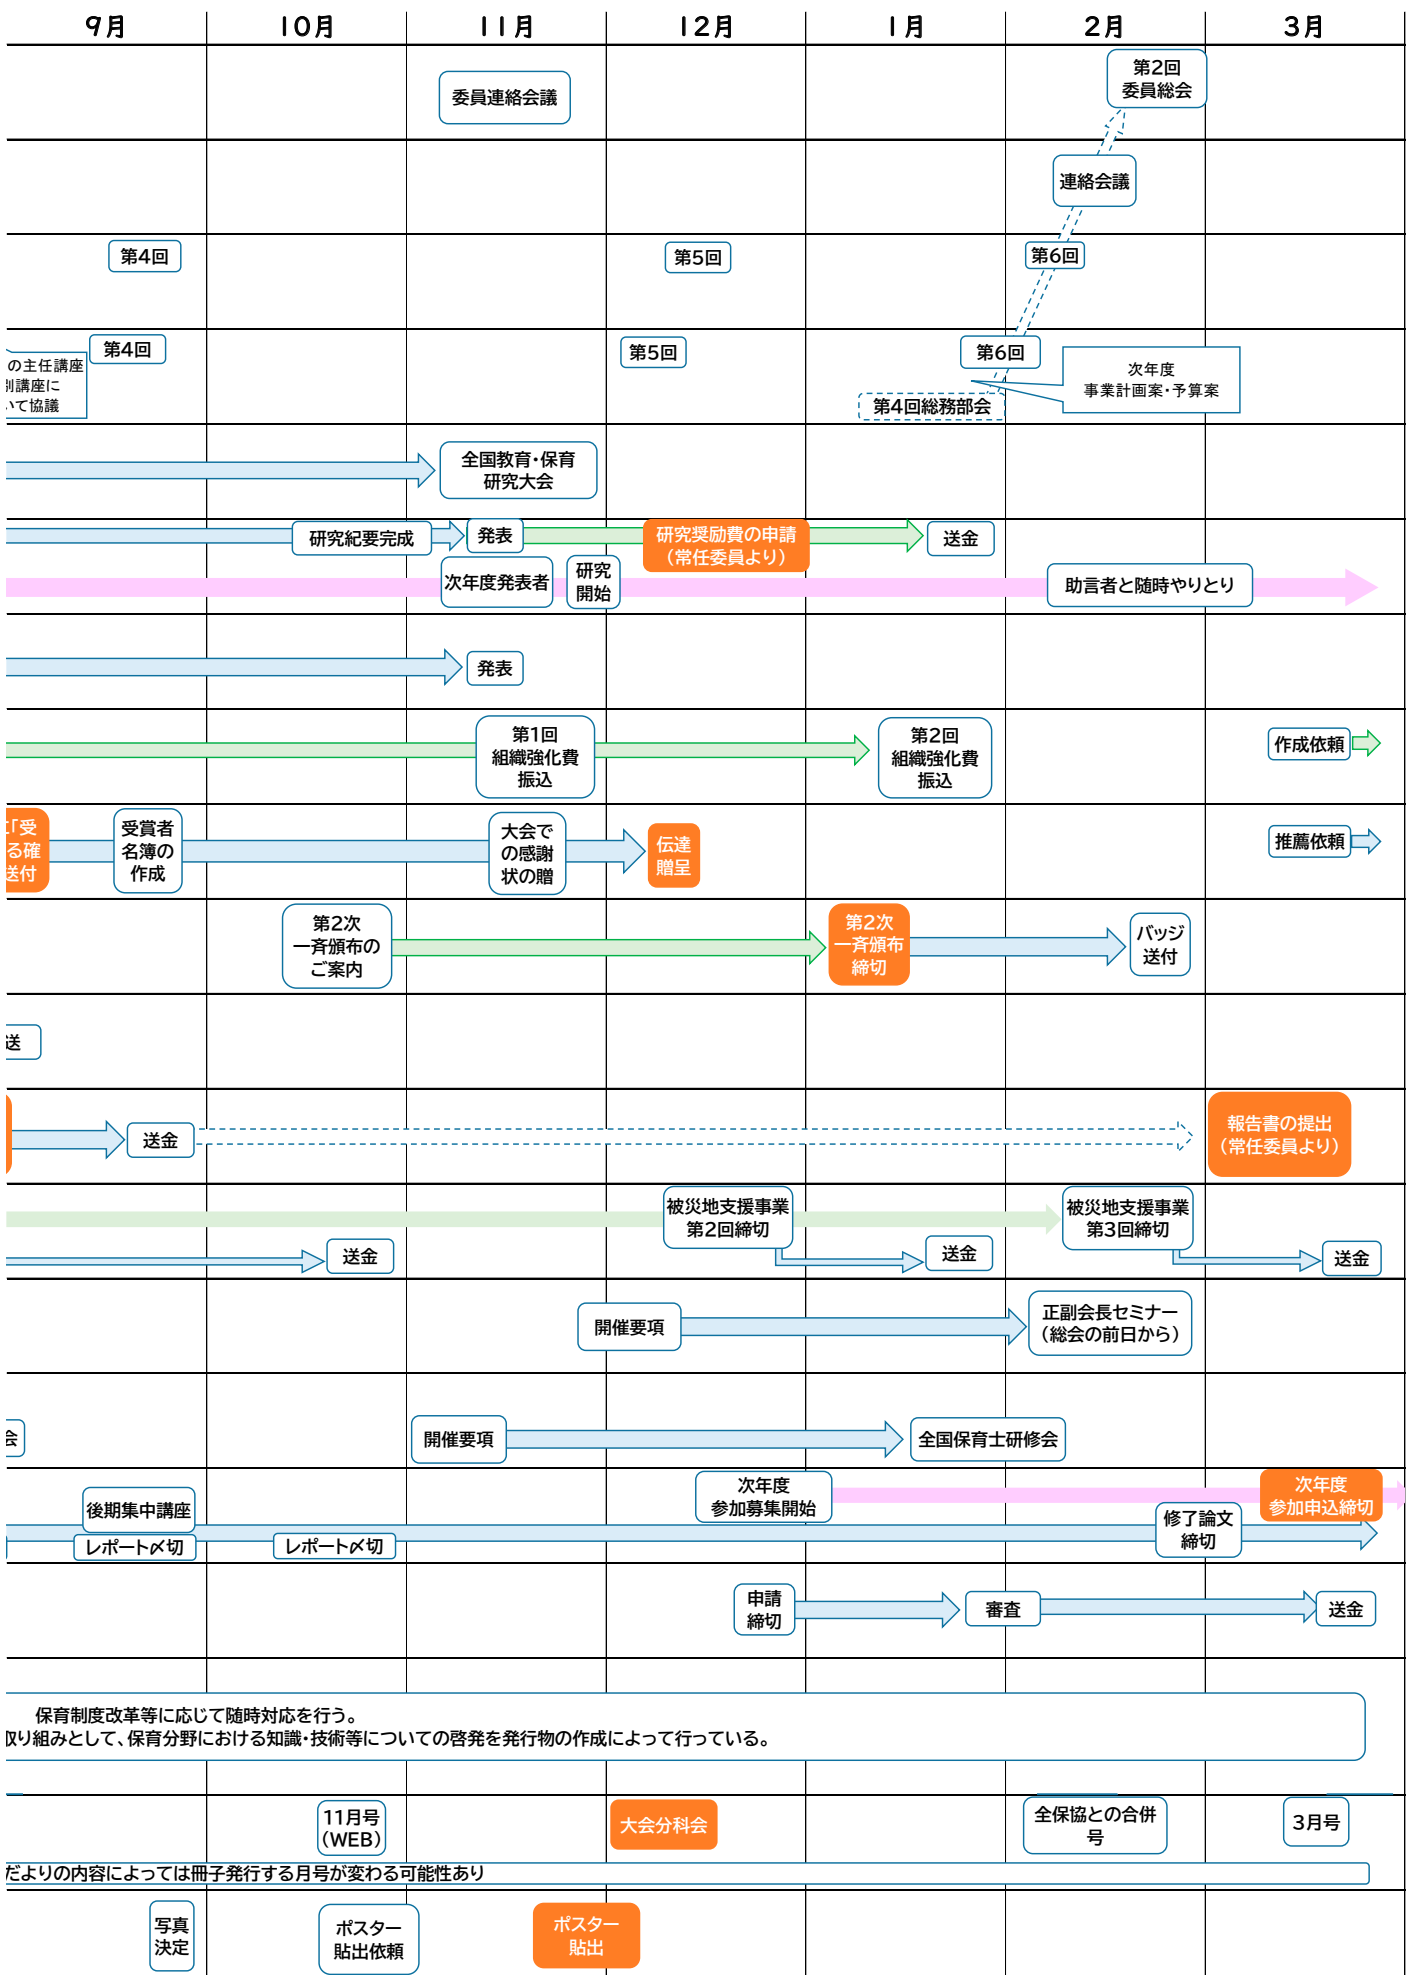 9月
10月
11月
12月
1月
2月
3月
委員連絡会議
第2回
委員総会
連絡会議
第4回
第5回
第6回
の主任講座
講座に
いて協議
第4回
第5回
第6回
第4回総務部会
次年度
事業計画案・予算案
全国教育・保育
研究大会
研究紀要完成
発表
研究奨励費の申請
（常任委員より）
送金
次年度発表者
研究
開始
助言者と随時やりとり
発表
第1回
組織強化費
振込
第2回
組織強化費
振込
作成依頼
「受
る確
送付
受賞者
名簿の
作成
大会で
の感謝
状の贈
伝達
贈呈
推薦依頼
第2次
一斉頒布の
ご案内
第2次
一斉頒布
締切
バッジ
送付
送
送金
報告書の提出
（常任委員より）
被災地支援事業
第2回締切
被災地支援事業
第3回締切
送金
送金
送金
開催要項
正副会長セミナー
（総会の前日から）
会
開催要項
全国保育士研修会
後期集中講座
レポート〆切
レポート〆切
次年度
参加募集開始
次年度
参加申込締切
修了論文
締切
申請
締切
審査
送金
保育制度改革等に応じて随時対応を行う。
取り組みとして、保育分野における知識・技術等についての啓発を発行物の作成によって行っている。
11月号
（WEB）
大会分科会
全保協との合併
号
3月号
だよりの内容によっては冊子発行する月号が変わる可能性あり
写真
決定
ポスター
貼出依頼
ポスター
貼出